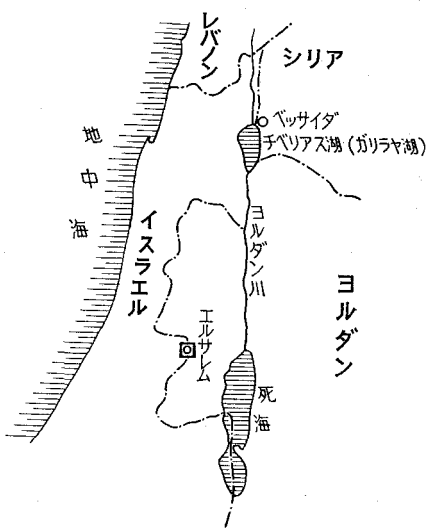 レバノン
シリア
ベッサイダ
チベリアズ湖（ガリラヤ湖）
地中海
イスラエル
ヨルダン川
ヨルダン
エルサレム
死海